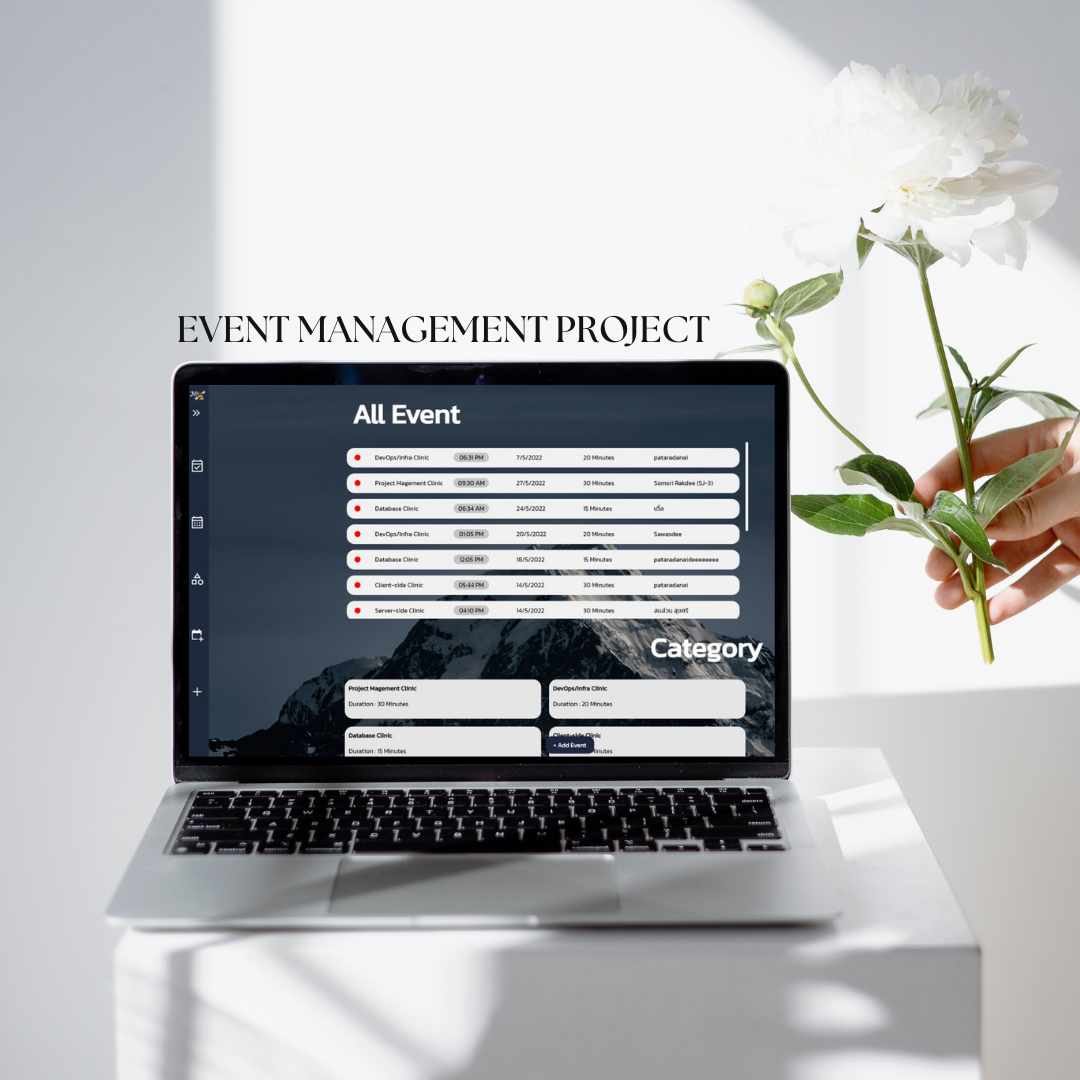 EVENT MANAGEMENT PROJECT
All Event
DevOps/Infra Clinic 06:31 PM 7/5/2022 20 Minutes pataradanai
Project Magement Clinic 09:30 AM 27/5/2022 30 Minutes Somsri Rakdee (SJ-3)
Database Clinic 06:34 AM 24/5/2022 15 Minutes
DevOps/Infra Clinic 01:05 PM 20/5/2022 20 Minutes Sawasdee
Database Clinic 12:05 PM 18/5/2022 15 Minutes pataradanaideeeeeeee
Client-side Clinic 05:44 PM 14/5/2022 30 Minutes pataradanai
Server-side Clinic 04:10 PM 14/5/2022 30 Minutes สมส่วน สุขศรี
Category
Project Magement Clinic DevOps/Infra Clinic
Duration : 30 Minutes Duration : 20 Minutes
Database Clinic Client-side Clinic
Duration : 15 Minutes + Add Event